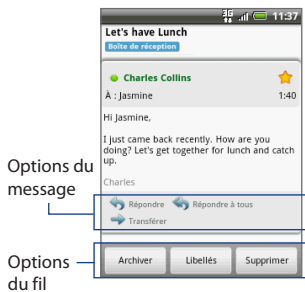 3G 11:37
Let's have Lunch
Boîte de réception
Charles Collins
À : Jasmine 1:40
Hi Jasmine,
I just came back recently. How are you
doing? Let's get together for lunch and catch
up.
Charles
Options du
message
Répondre Répondre à tous
Transférer
Options
du fil
Archiver Libellés Supprimer